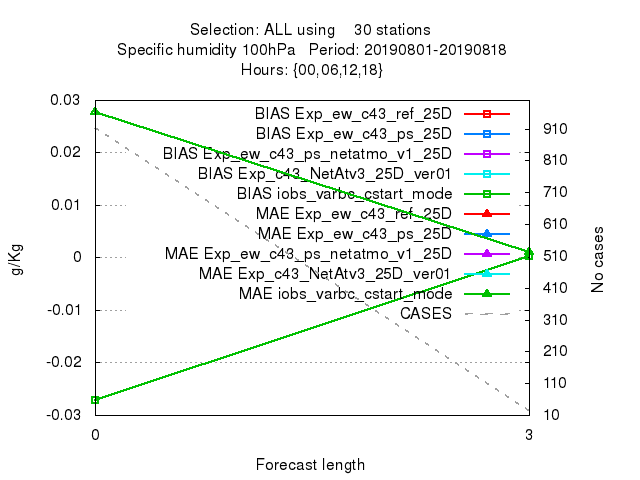 Selection: ALL using    30 stations
Specific humidity 100hPa   Period: 20190801-20190818
Hours: {00,06,12,18}
0.03
0.02
0.01
0
-0.01
-0.02
-0.03
g/Kg
BIAS Exp_ew_c43_ref_25D
BIAS Exp_ew_c43_ps_25D
BIAS Exp_ew_c43_ps_netatmo_v1_25D
BIAS Exp_c43_NetAtv3_25D_ver01
BIAS iobs_varbc_cstart_mode
MAE Exp_ew_c43_ref_25D
MAE Exp_ew_c43_ps_25D
MAE Exp_ew_c43_ps_netatmo_v1_25D
MAE Exp_c43_NetAtv3_25D_ver01
MAE iobs_varbc_cstart_mode
CASES
910
810
710
610
510
410
310
210
110
10
No cases
0
3
Forecast length